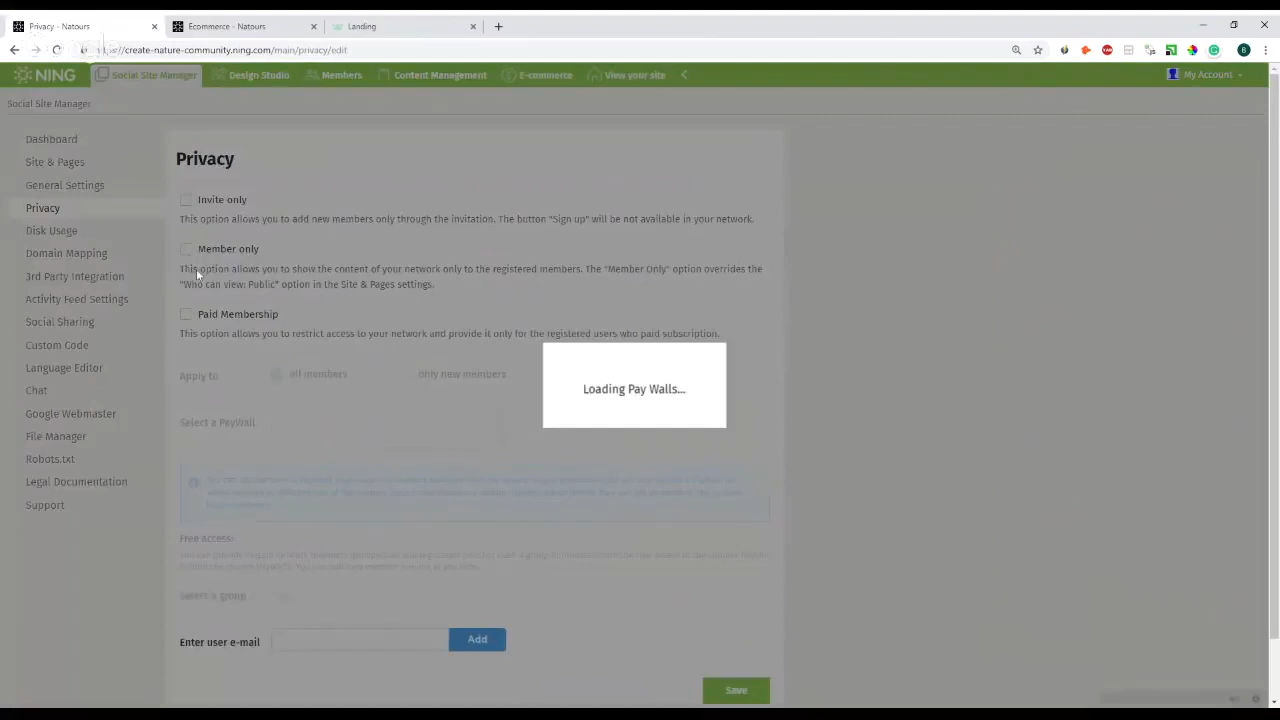 Privacy - Natours
Ecommerce - Natours
Landing
//create-nature-community.ning.com/main/privacy/edit
B
NING
Social Site Manager
Design Studio
Members
Content Management
E-commerce
View your site
My Account
Social Site Manager
Dashboard
Site & Pages
General Settings
Privacy
Disk Usage
Domain Mapping
3rd Party Integration
Activity Feed Settings
Social Sharing
Custom Code
Language Editor
Chat
Google Webmaster
File Manager
Robots.txt
Legal Documentation
Support
Privacy
Invite only
This option allows you to add new members only through the invitation. The button "Sign up" will be not available in your network.
Member only
This option allows you to show the content of your network only to the registered members. The "Member Only" option overrides the
"Who can view: Public" option in the Site & Pages settings.
Paid Membership
This option allows you to restrict access to your network and provide it only for the registered users who paid subscription.
Apply to
all members
only new members
Select a PayWall
Loading Pay Walls...
Free access:
Select a group
Enter user e-mail
Add
Save